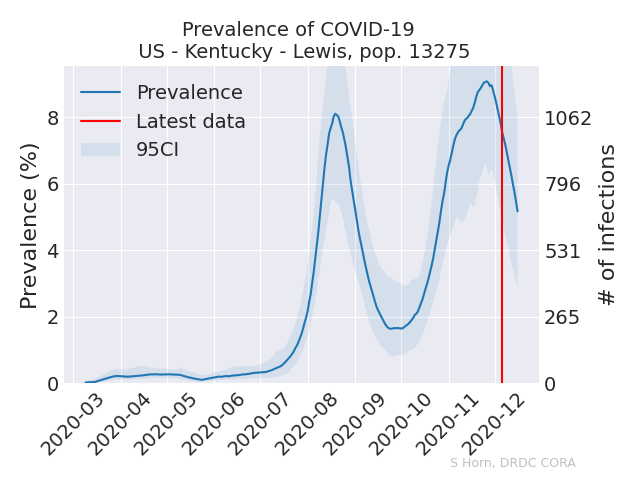 Prevalence of COVID-19
US - Kentucky - Lewis, pop. 13275
Prevalence
Latest data
95CI
Prevalence (%)
8
6
4
2
0
1062
796
531
265
0
# of infections
2020-03
2020-04
2020-05
2020-06
2020-07
2020-08
2020-09
2020-10
2020-11
2020-12
S Horn, DRDC CORA